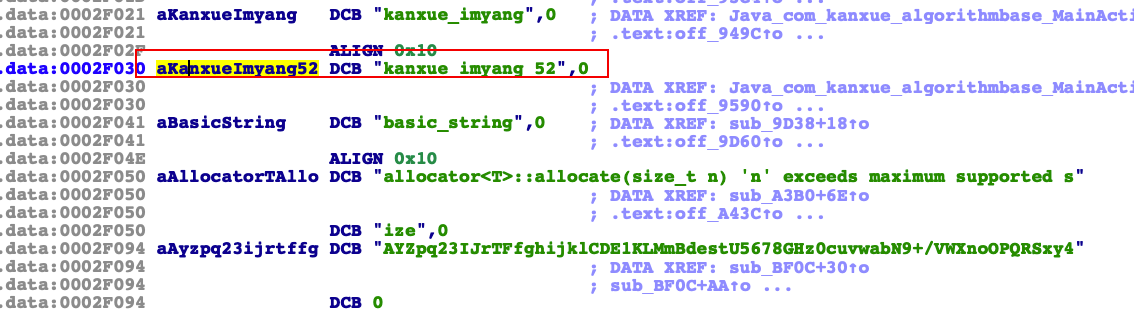 .data:0002F021 aKanxueImyang DCB "kanxue_imyang",0 ; DATA XREF: Java_com_kanxue_algorithmbase_MainActi
.data:0002F021 ; .text:off_949C↑o ...
.data:0002F02F ALIGN 0x10
.data:0002F030 aKanxueImyang52 DCB "kanxue imyang 52",0
.data:0002F030 ; DATA XREF: Java_com_kanxue_algorithmbase_MainActi
.data:0002F030 ; .text:off_9590↑o ...
.data:0002F041 aBasicString DCB "basic_string",0 ; DATA XREF: sub_9D38+18↑o
.data:0002F041 ; .text:off_9D60↑o ...
.data:0002F04E ALIGN 0x10
.data:0002F050 aAllocatorTAllo DCB "allocator<T>::allocate(size_t n) 'n' exceeds maximum supported s"
.data:0002F050 ; DATA XREF: sub_A3B0+6E↑o
.data:0002F050 ; .text:off_A43C↑o ...
.data:0002F050 DCB "ize",0
.data:0002F094 aAyzpq23ijrtffg DCB "AYZpq23IJrTFfghijklCDE1KLMmBdestU5678GHz0cuvwabN9+/VWXnoOPQRSxy4"
.data:0002F094 ; DATA XREF: sub_BF0C+30↑o
.data:0002F094 ; sub_BF0C+AA↑o ...
.data:0002F094 DCB 0